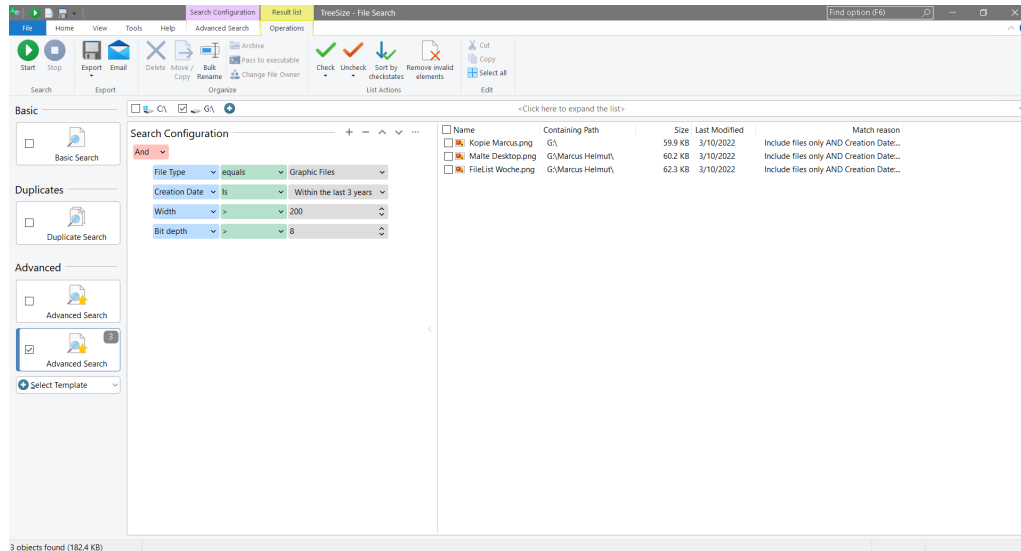 Search Configuration Result list TreeSize - File Search Find option (F6)
File Home View Tools Help Advanced Search Operations
Start Stop Export Email Delete Move / Copy Bulk Rename Archive Pass to executable Change File Owner Check Uncheck Sort by checkstates Remove invalid elements Cut Copy Select all
Search Export Organize List Actions Edit
Basic
Basic Search
Duplicates
Duplicate Search
Advanced
Advanced Search
3
Advanced Search
Select Template
C:\ G:\ <Click here to expand the list>
Search Configuration
And
File Type equals Graphic Files
Creation Date Is Within the last 3 years
Width > 200
Bit depth > 8
Name Containing Path Size Last Modified Match reason
Kopie Marcus.png G:\ 59.9 KB 3/10/2022 Include files only AND Creation Date:...
Malte Desktop.png G:\Marcus Helmut\ 60.2 KB 3/10/2022 Include files only AND Creation Date:...
FileList Woche.png G:\Marcus Helmut\ 62.3 KB 3/10/2022 Include files only AND Creation Date:...
3 objects found (182.4 KB)